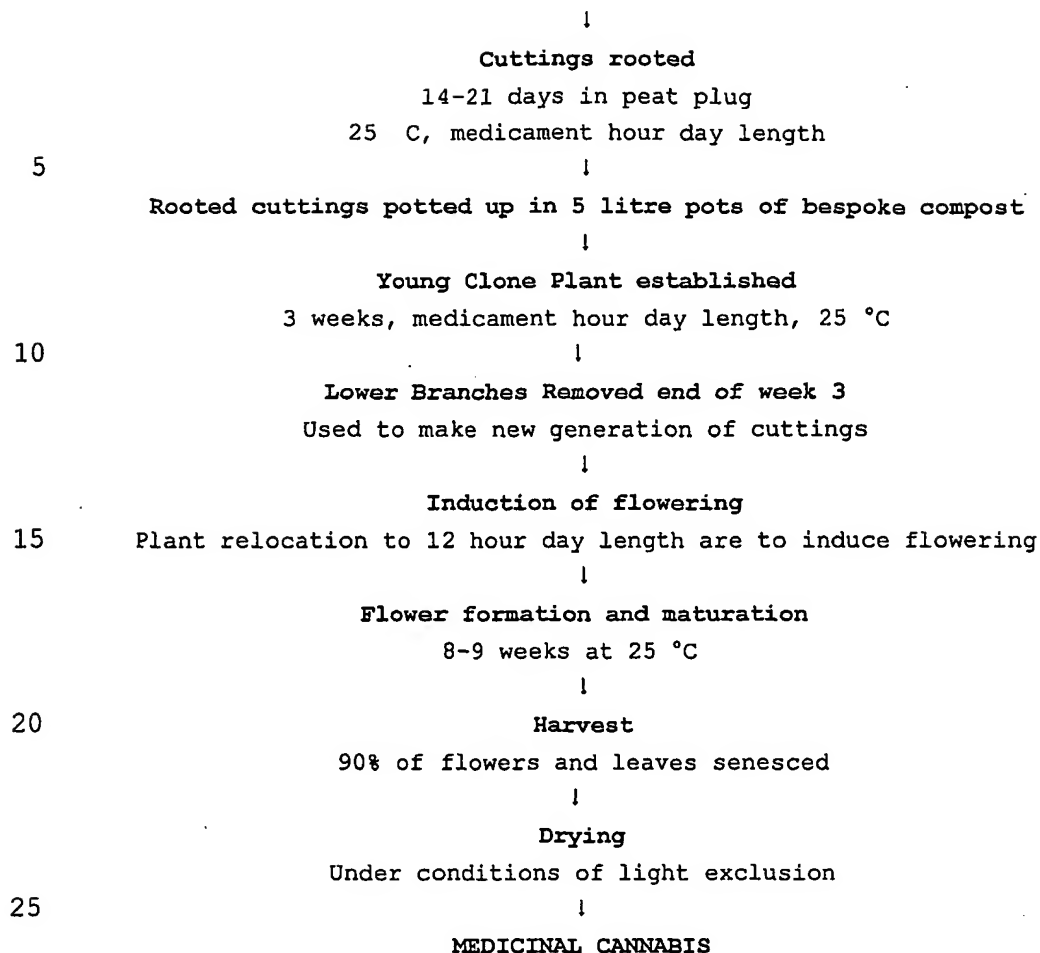 ↓
Cuttings rooted
14-21 days in peat plug
25 C, medicament hour day length
5 ↓
Rooted cuttings potted up in 5 litre pots of bespoke compost
↓
Young Clone Plant established
3 weeks, medicament hour day length, 25 °C
10 ↓
Lower Branches Removed end of week 3
Used to make new generation of cuttings
↓
Induction of flowering
15 Plant relocation to 12 hour day length are to induce flowering
↓
Flower formation and maturation
8-9 weeks at 25 °C
↓
20 Harvest
90% of flowers and leaves senesced
↓
Drying
Under conditions of light exclusion
25 ↓
MEDICINAL CANNABIS